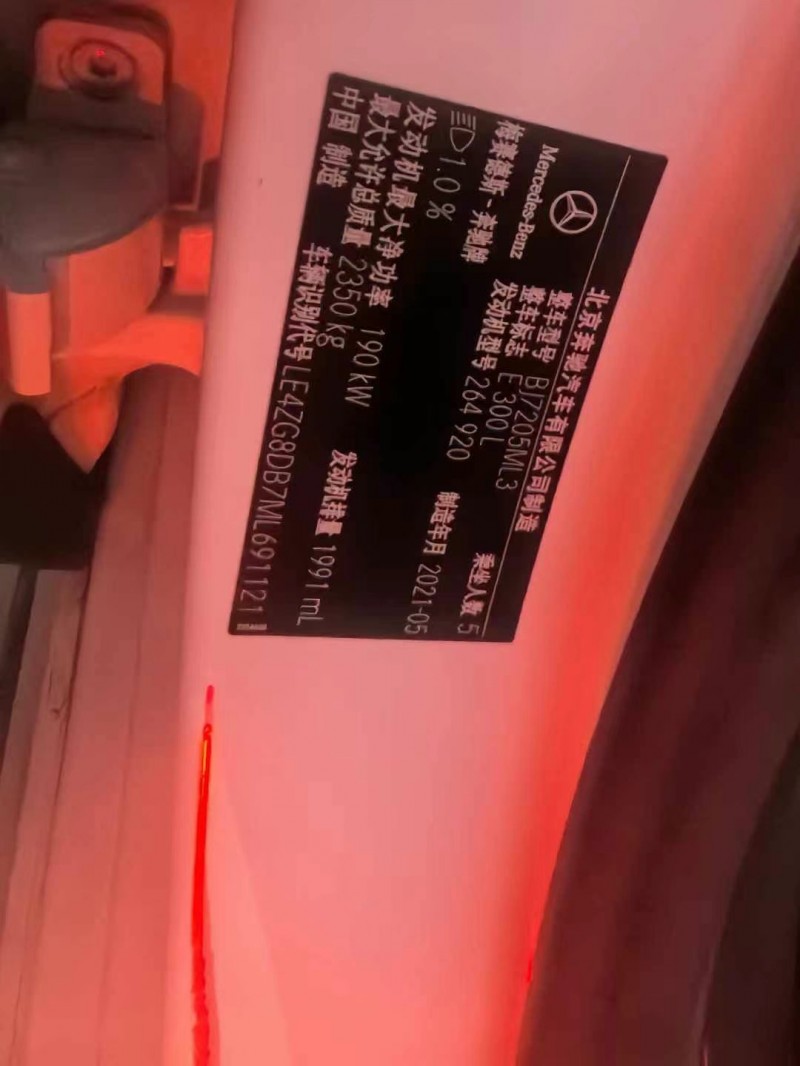 北京奔驰汽车有限公司制造
Mercedes-Benz
梅赛德斯-奔驰牌
整车型号 BJ7205ML3
整车标志 E 300 L
发动机型号 264 920
乘坐人数 5
1.0 %
制造年月 2021-05
发动机最大净功率 190 kW
发动机排量 1991 mL
最大允许总质量 2350 kg
中国 制造
车辆识别代号 LE4ZG8DB7ML691121